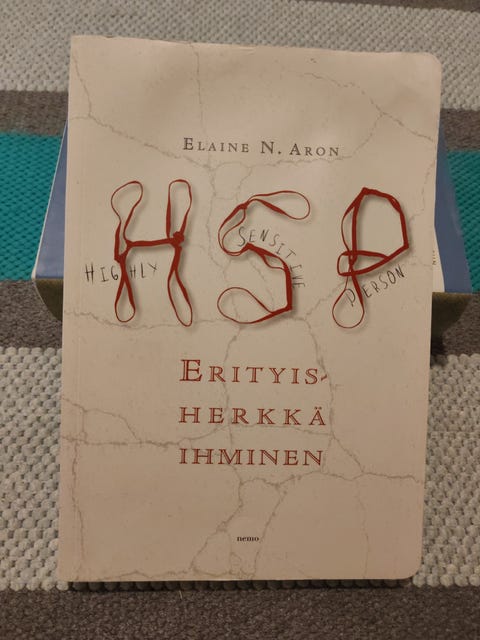 ELAINE N. ARON
HSP
HIGHLY SENSITIVE PERSON
ERITYIS-
HERKKÄ
IHMINEN
nemo